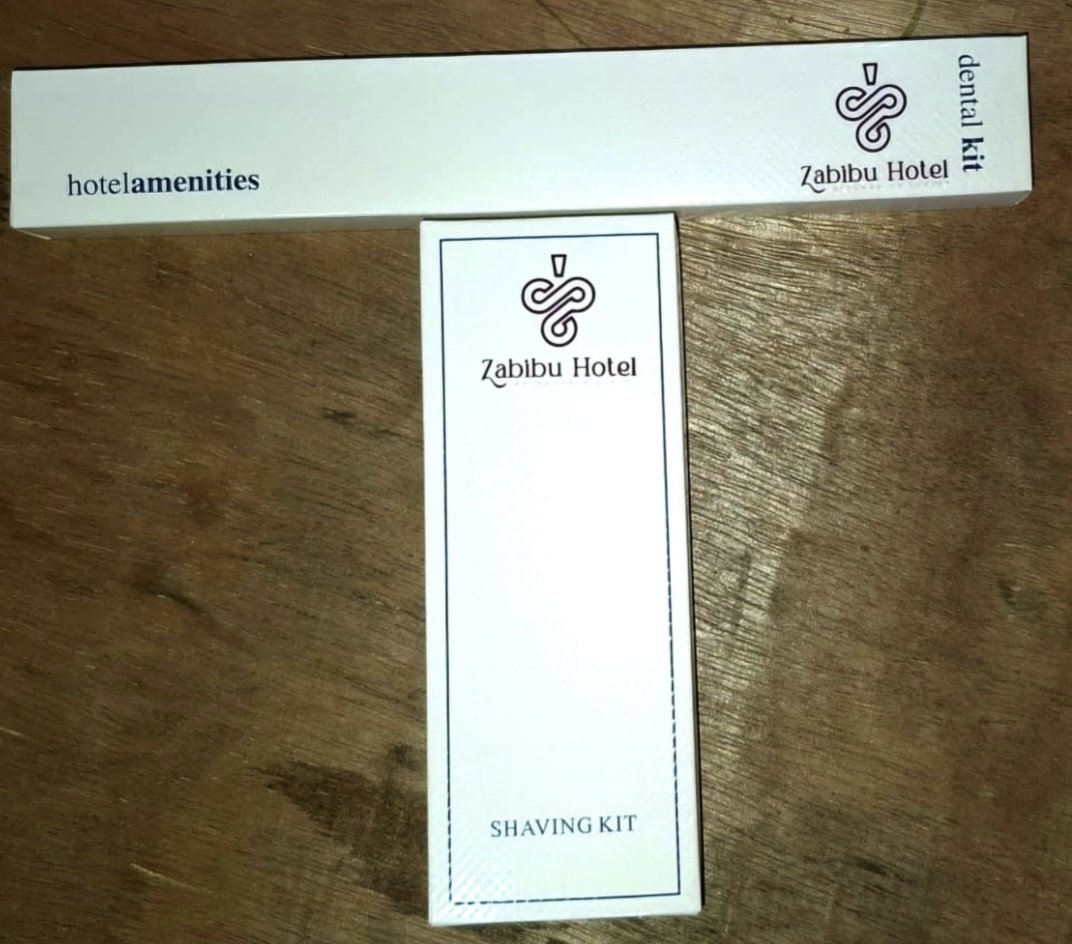 hotelamenities
Zabibu Hotel
dental kit
Zabibu Hotel
SHAVING KIT